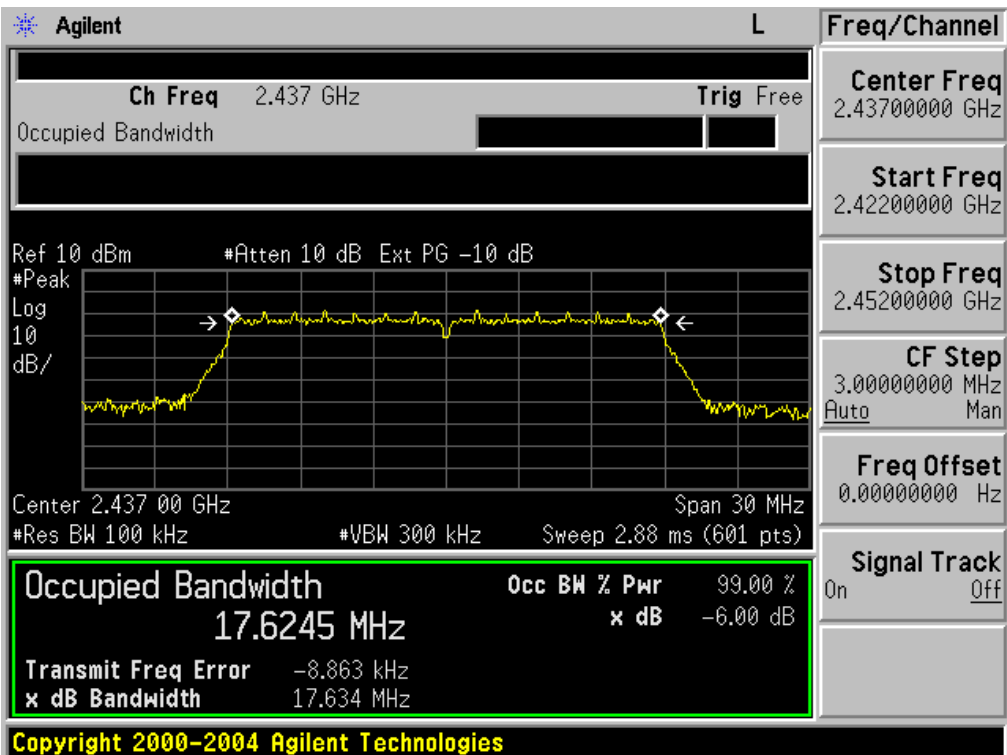 Agilent L
Ch Freq 2.437 GHz Trig Free
Occupied Bandwidth
Ref 10 dBm #Atten 10 dB Ext PG -10 dB
#Peak
Log
10
dB/
Center 2.437 00 GHz Span 30 MHz
#Res BW 100 kHz #VBW 300 kHz Sweep 2.88 ms (601 pts)
Occupied Bandwidth Occ BW % Pwr 99.00 %
17.6245 MHz x dB -6.00 dB
Transmit Freq Error -8.863 kHz
x dB Bandwidth 17.634 MHz
Copyright 2000-2004 Agilent Technologies
Freq/Channel
Center Freq
2.43700000 GHz
Start Freq
2.42200000 GHz
Stop Freq
2.45200000 GHz
CF Step
3.00000000 MHz
Auto Man
Freq Offset
0.00000000 Hz
Signal Track
On Off